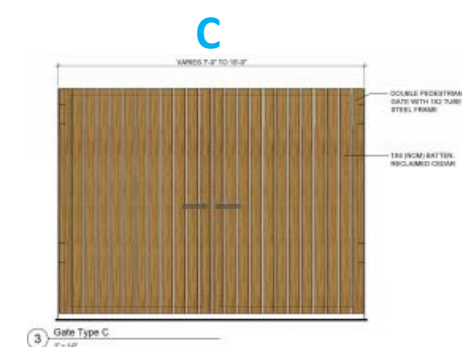 C
VARIES 7'-0" TO 10'-0"
DOUBLE PEDESTRIAN
GATE WITH 1X2 TUBE
STEEL FRAME
(NOM) BATTEN,
RECLAIMED CEDAR
3
Gate Type C